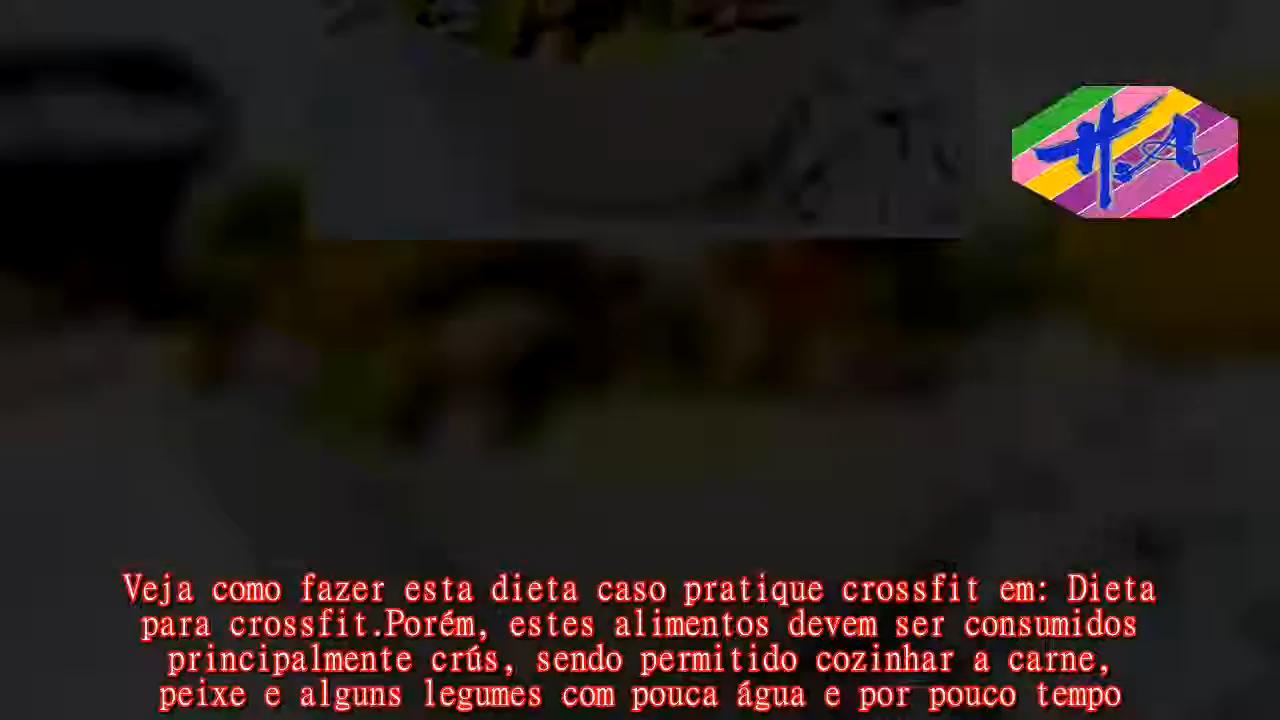 H.A
Veja como fazer esta dieta caso pratique crossfit em: Dieta
para crossfit.Porém, estes alimentos devem ser consumidos
principalmente crús, sendo permitido cozinhar a carne,
peixe e alguns legumes com pouca água e por pouco tempo